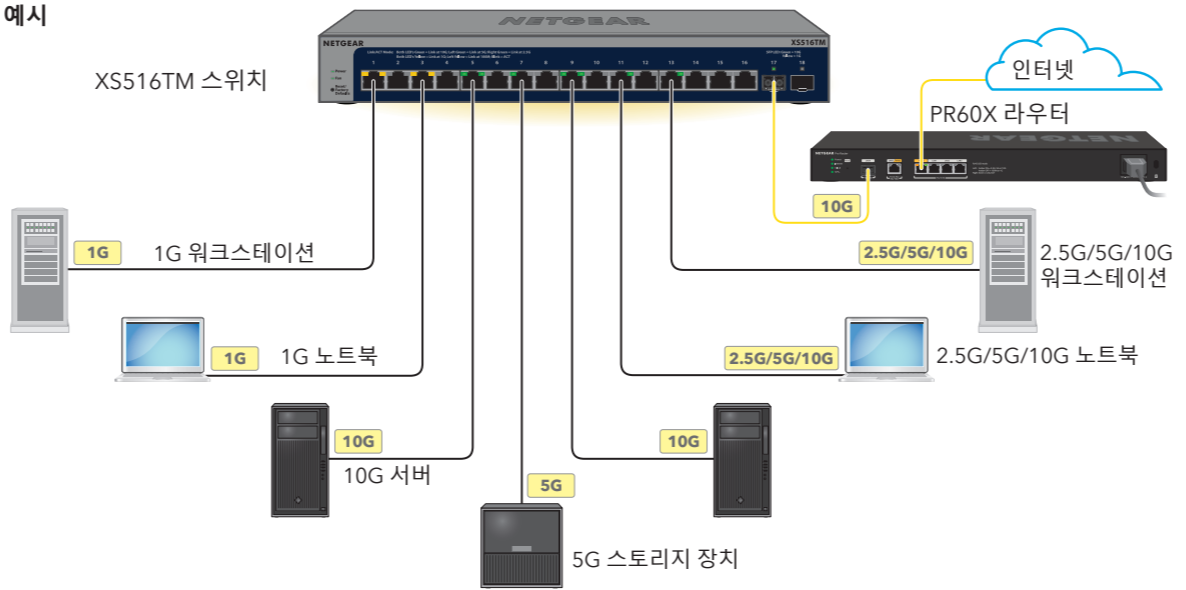 예시
NETGEAR
NETGEAR
XS516TM
1 2 3 4 5 6 7 8 9 10 11 12 13 14 15 16 17 18
XS516TM 스위치
인터넷
PR60X 라우터
NETGEAR
NETGEAR
10G
1G
1G 워크스테이션
2.5G/5G/10G
2.5G/5G/10G
워크스테이션
1G
1G 노트북
2.5G/5G/10G
2.5G/5G/10G 노트북
10G
10G 서버
10G
5G
5G 스토리지 장치